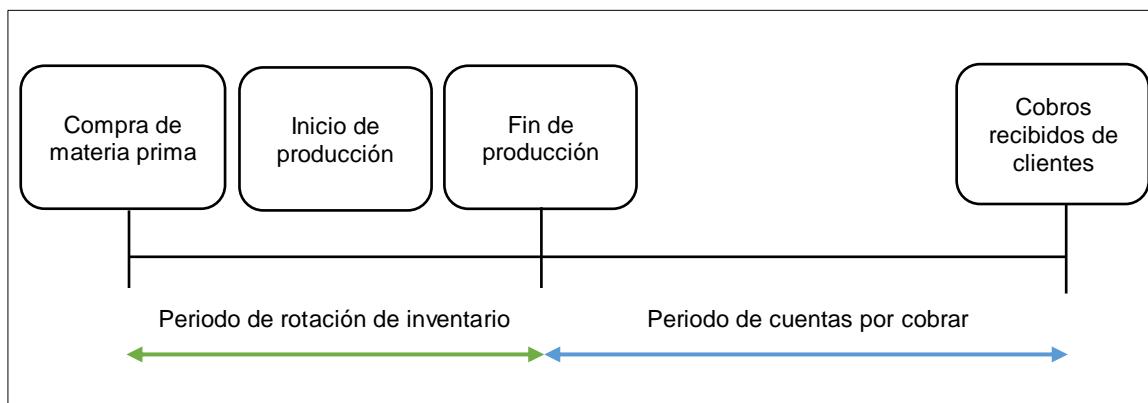 Compra de
materia prima
Inicio de
producción
Fin de
producción
Cobros
recibidos de
clientes
Periodo de rotación de inventario
Periodo de cuentas por cobrar